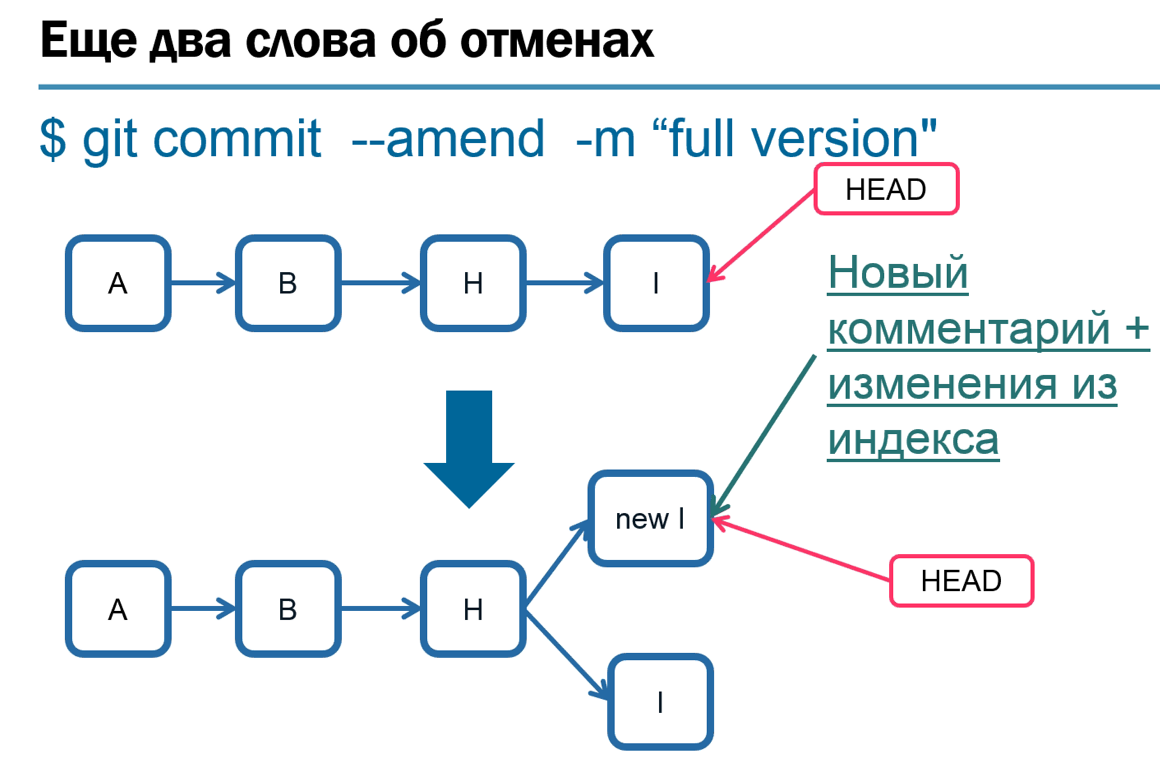 Еще два слова об отменах
$ git commit --amend -m “full version"
HEAD
A
B
H
I
Новый
комментарий +
изменения из
индекса
new I
HEAD
A
B
H
I